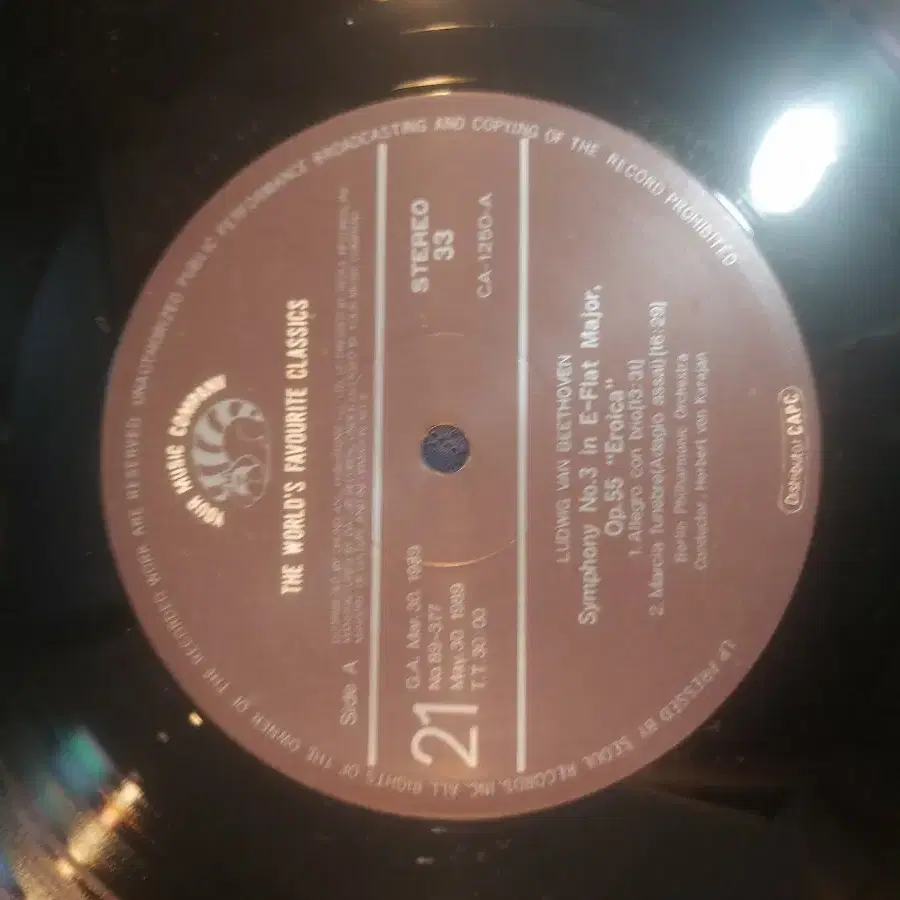 YOUR MUSIC COMPANY
THE WORLD'S FAVOURITE CLASSICS
Side A
STEREO
33
CA-1260-A
21
G.A. Mar. 30. 1989
No.89-377
May.30.1989
T.T 30:00
LUDWIG VAN BEETHOVEN
Symphony No.3 in E-Flat Major,
Op.55 "Eroica"
1. Allegro con brio[13:31]
2. Marcia funebre(Adagio assai)[16:29]
Berlin Philharmonic Orchestra
Conductor : Herbert von Karajan
Distributor CAPC
LP PRESSED BY SEOUL RECORDS, INC. ALL RIGHTS OF THE OWNER OF THE RECORDED WORK ARE RESERVED UNAUTHORIZED PUBLIC PERFORMANCE BROADCASTING AND COPYING OF THE RECORD PROHIBITED